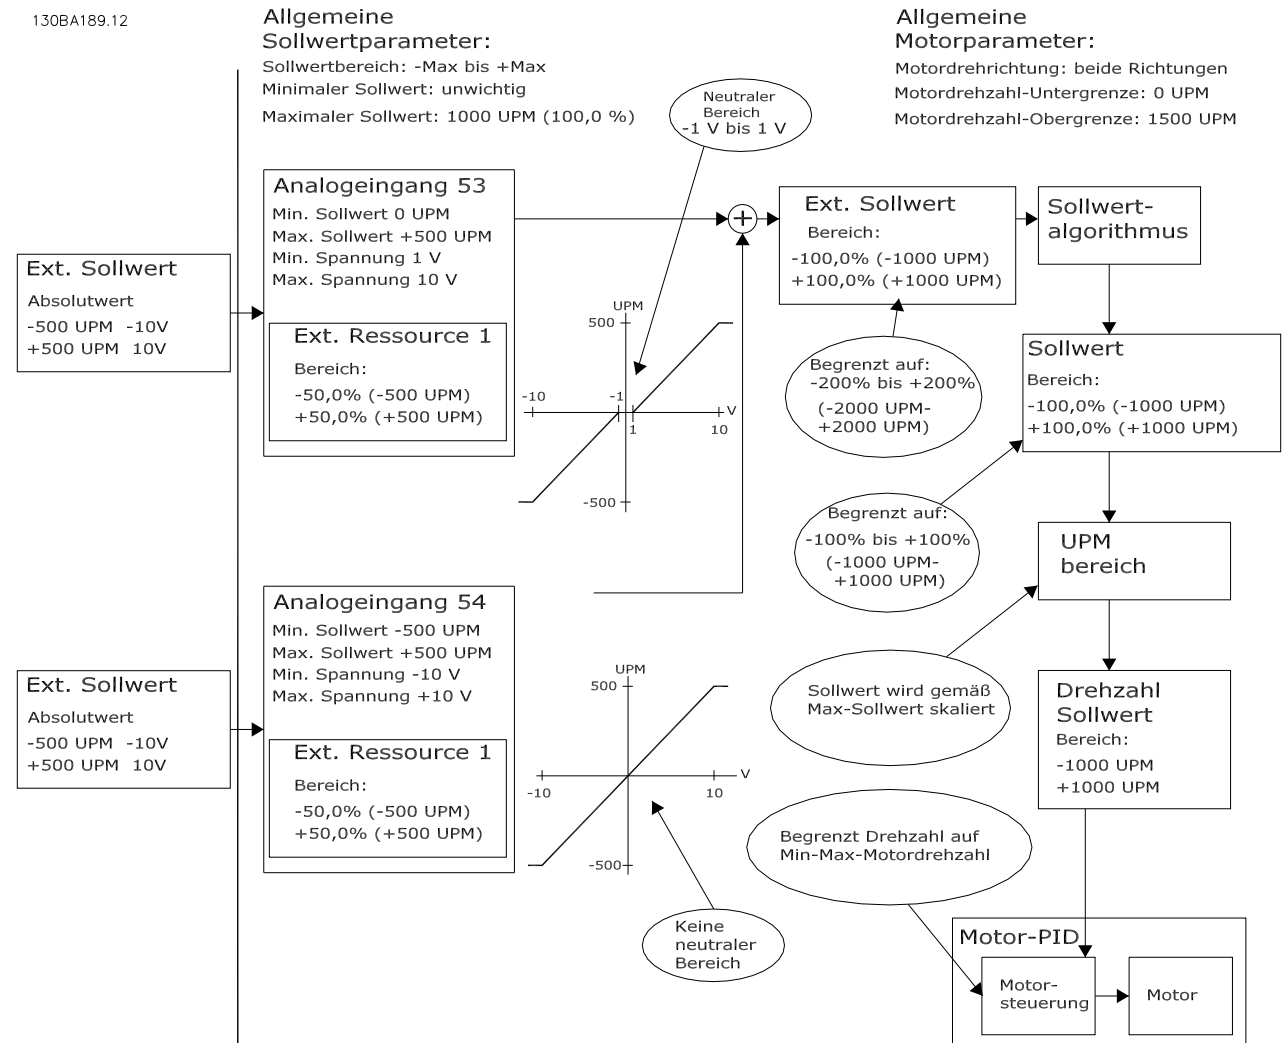 130BA189.12
Allgemeine
Sollwertparameter:
Sollwertbereich: -Max bis +Max
Minimaler Sollwert: unwichtig
Maximaler Sollwert: 1000 UPM (100,0 %)
Allgemeine
Motorparameter:
Motordrehrichtung: beide Richtungen
Motordrehzahl-Untergrenze: 0 UPM
Motordrehzahl-Obergrenze: 1500 UPM
Neutraler
Bereich
-1 V bis 1 V
Ext. Sollwert
Absolutwert
-500 UPM -10V
+500 UPM 10V
Analogeingang 53
Min. Sollwert 0 UPM
Max. Sollwert +500 UPM
Min. Spannung 1 V
Max. Spannung 10 V
Ext. Ressource 1
Bereich:
-50,0% (-500 UPM)
+50,0% (+500 UPM)
UPM
500
-10
-1
V
1
10
-500
+
Ext. Sollwert
Bereich:
-100,0% (-1000 UPM)
+100,0% (+1000 UPM)
Sollwert-
algorithmus
Begrenzt auf:
-200% bis +200%
(-2000 UPM-
+2000 UPM)
Sollwert
Bereich:
-100,0% (-1000 UPM)
+100,0% (+1000 UPM)
Begrenzt auf:
-100% bis +100%
(-1000 UPM-
+1000 UPM)
UPM
bereich
Ext. Sollwert
Absolutwert
-500 UPM -10V
+500 UPM 10V
Analogeingang 54
Min. Sollwert -500 UPM
Max. Sollwert +500 UPM
Min. Spannung -10 V
Max. Spannung +10 V
Ext. Ressource 1
Bereich:
-50,0% (-500 UPM)
+50,0% (+500 UPM)
UPM
500
V
-10
10
-500
Keine
neutraler
Bereich
Sollwert wird gemäß
Max-Sollwert skaliert
Drehzahl
Sollwert
Bereich:
-1000 UPM
+1000 UPM
Begrenzt Drehzahl auf
Min-Max-Motordrehzahl
Motor-PID
Motor-
steuerung
Motor